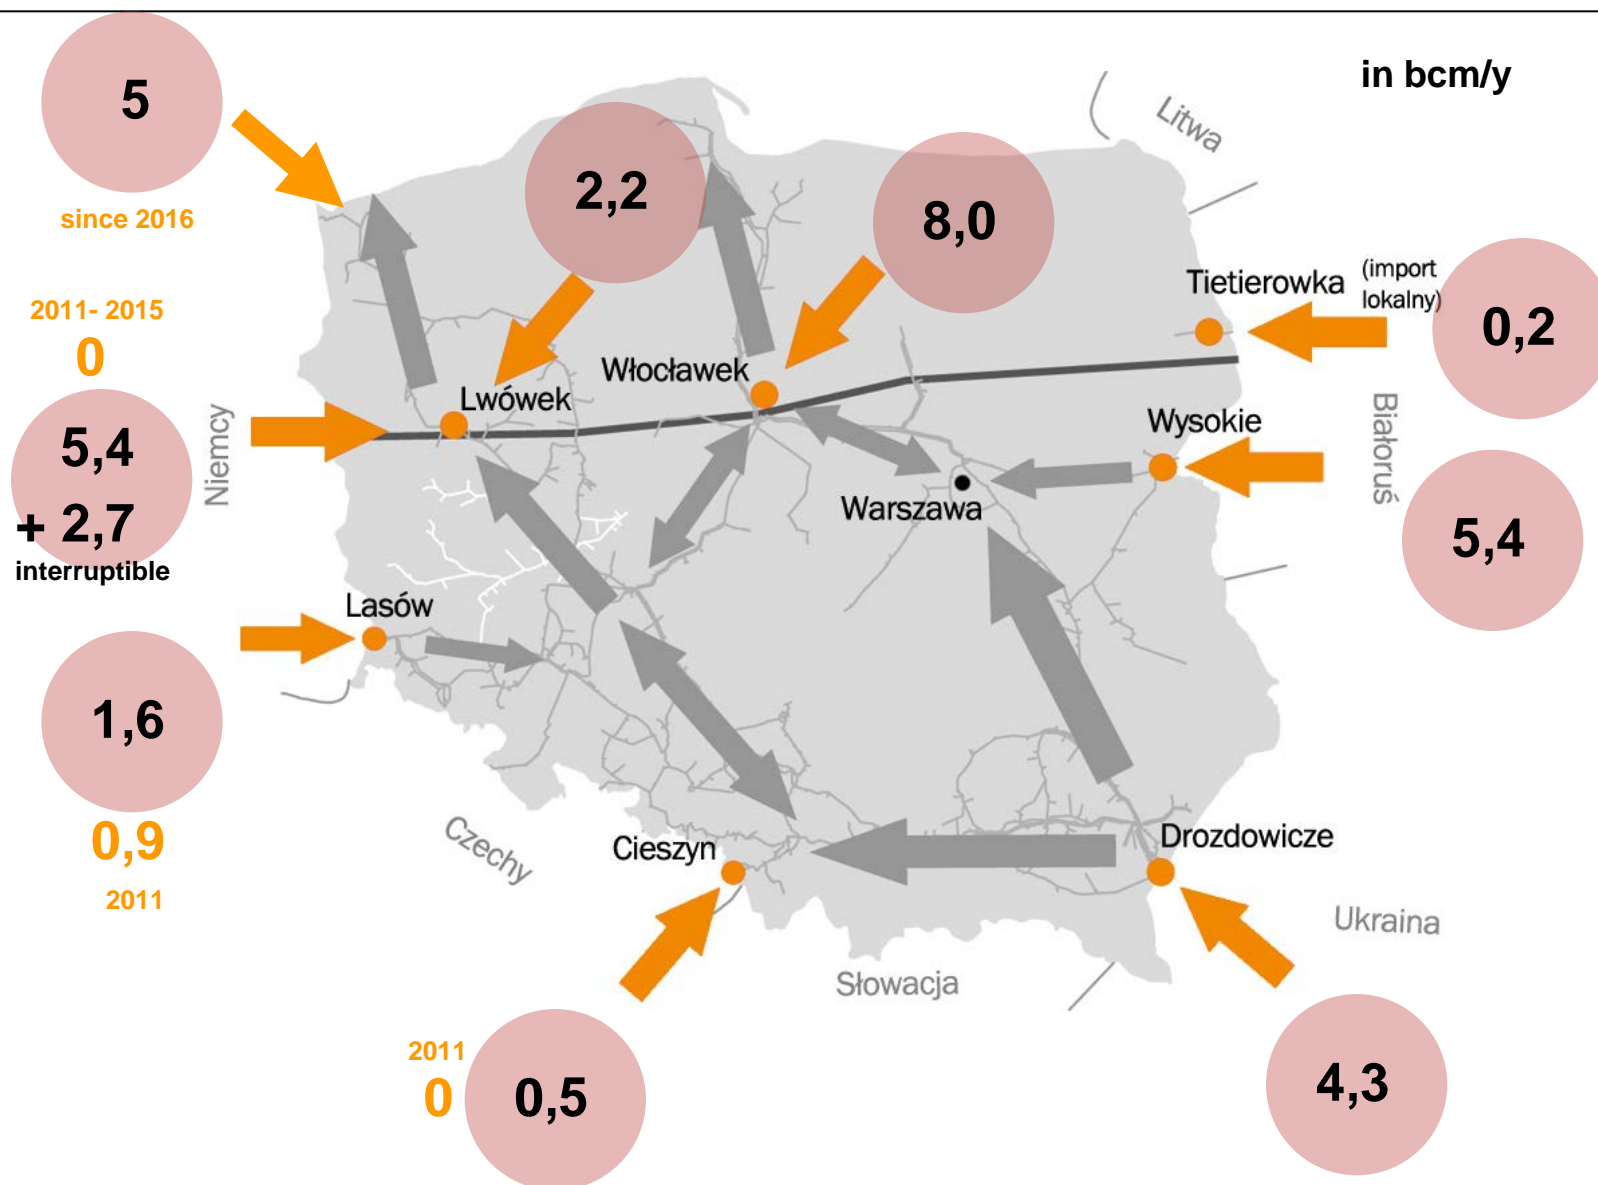 in bcm/y
5
since 2016
2,2
8,0
Litwa
Tietierowka
(import
lokalny)
0,2
2011- 2015
0
5,4
+ 2,7
interruptible
Niemcy
Lwówek
Włocławek
Wysokie
Białoruś
5,4
Warszawa
Lasów
1,6
0,9
2011
Czechy
Cieszyn
Drozdowicze
Ukraina
Słowacja
2011
0
0,5
4,3